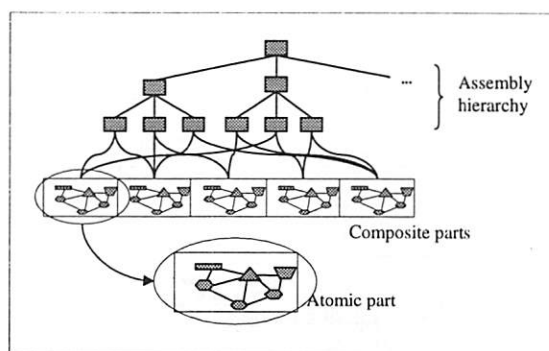 ...
Assembly
hierarchy
Composite parts
Atomic part